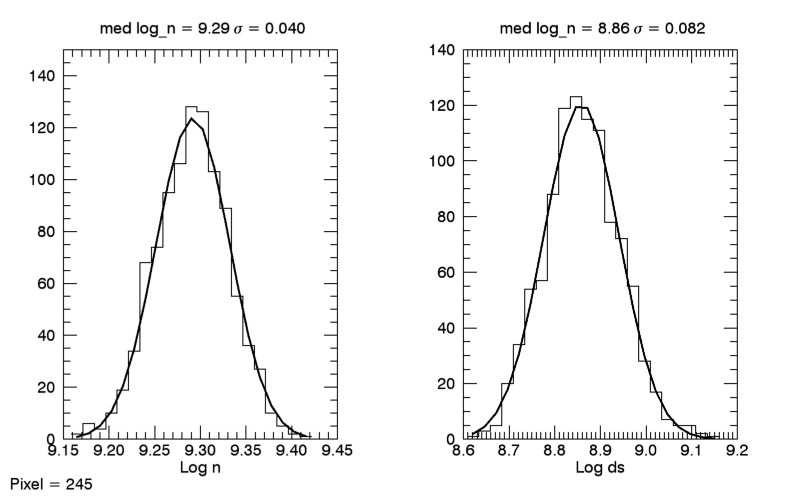 med log_n = 9.29 σ = 0.040
140
120
100
80
60
40
20
0
9.15 9.20 9.25 9.30 9.35 9.40 9.45
Log n
med log_n = 8.86 σ = 0.082
140
120
100
80
60
40
20
0
8.6 8.7 8.8 8.9 9.0 9.1 9.2
Log ds
Pixel = 245